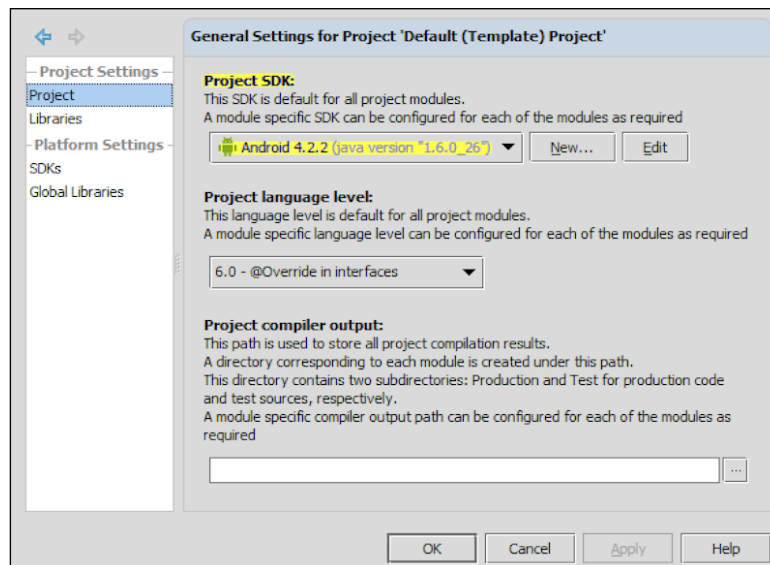 General Settings for Project 'Default (Template) Project'
Project Settings
Project
Libraries
Platform Settings
SDKs
Global Libraries
Project SDK:
This SDK is default for all project modules.
A module specific SDK can be configured for each of the modules as required
Android 4.2.2 (java version "1.6.0_26")
New...
Edit
Project language level:
This language level is default for all project modules.
A module specific language level can be configured for each of the modules as required
6.0 - @Override in interfaces
Project compiler output:
This path is used to store all project compilation results.
A directory corresponding to each module is created under this path.
This directory contains two subdirectories: Production and Test for production code
and test sources, respectively.
A module specific compiler output path can be configured for each of the modules as
required
...
OK
Cancel
Apply
Help